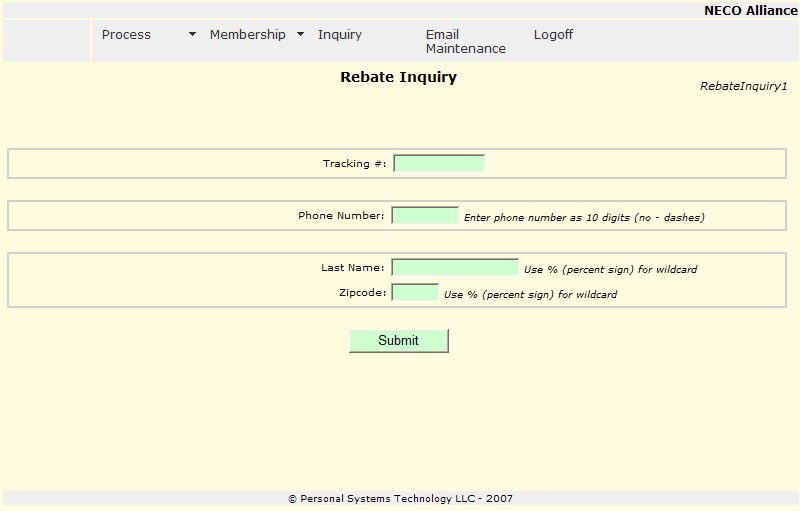 NECO Alliance
Process Membership Inquiry Email Maintenance Logoff
Rebate Inquiry
RebateInquiry1
Tracking #:
Phone Number: Enter phone number as 10 digits (no - dashes)
Last Name: Use % (percent sign) for wildcard
Zipcode: Use % (percent sign) for wildcard
Submit
© Personal Systems Technology LLC - 2007